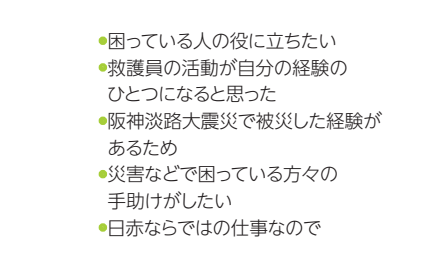 ●困っている人の役に立ちたい
●救護員の活動が自分の経験の
ひとつになると思った
●阪神淡路大震災で被災した経験が
あるため
●災害などで困っている方々の
手助けがしたい
●日赤ならではの仕事なので